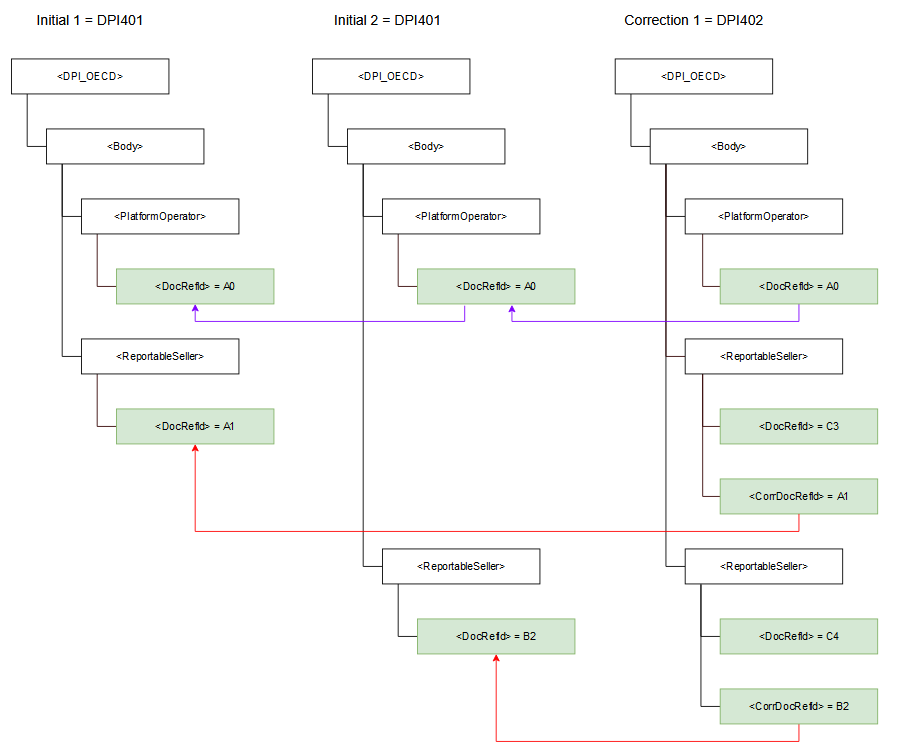 Initial 1 = DPI401
Initial 2 = DPI401
Correction 1 = DPI402
<DPI_OECD>
<DPI_OECD>
<DPI_OECD>
<Body>
<Body>
<Body>
<PlatformOperator>
<PlatformOperator>
<PlatformOperator>
<DocRefId> = A0
<DocRefId> = A0
<DocRefId> = A0
<ReportableSeller>
<ReportableSeller>
<DocRefId> = A1
<DocRefId> = C3
<CorrDocRefId> = A1
<ReportableSeller>
<ReportableSeller>
<DocRefId> = B2
<DocRefId> = C4
<CorrDocRefId> = B2